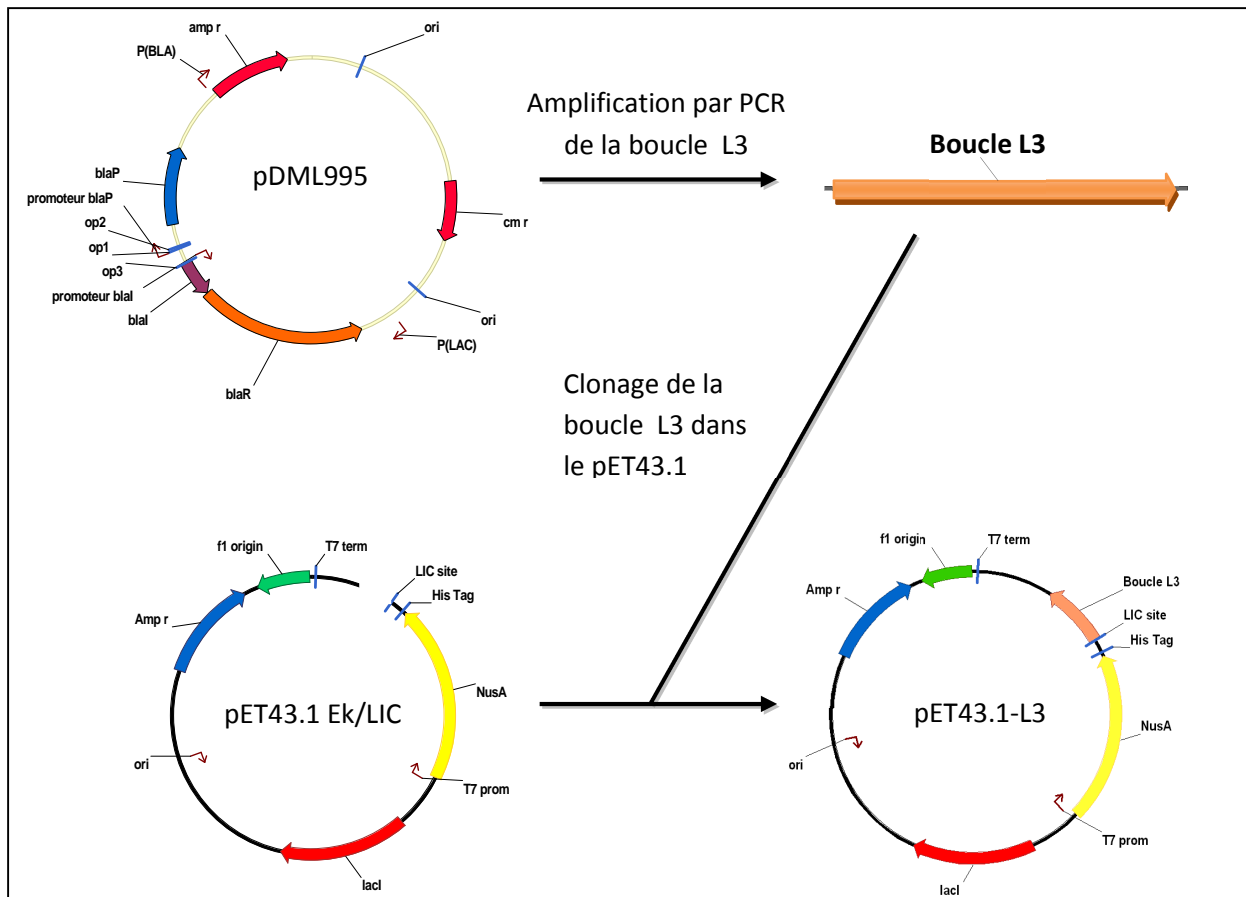 amp r
ori
P(BLA)
blaP
promoteur blaP
op2
op1
op3
promoteur blaI
blaI
blaR
pDML995
cm r
ori
P(LAC)
Amplification par PCR
de la boucle L3
Boucle L3
Clonage de la
boucle L3 dans
le pET43.1
f1 origin
T7 term
LIC site
His Tag
Amp r
NusA
pET43.1 Ek/LIC
ori
T7 prom
lacI
f1 origin
T7 term
Boucle L3
LIC site
His Tag
Amp r
NusA
pET43.1-L3
ori
T7 prom
lacI